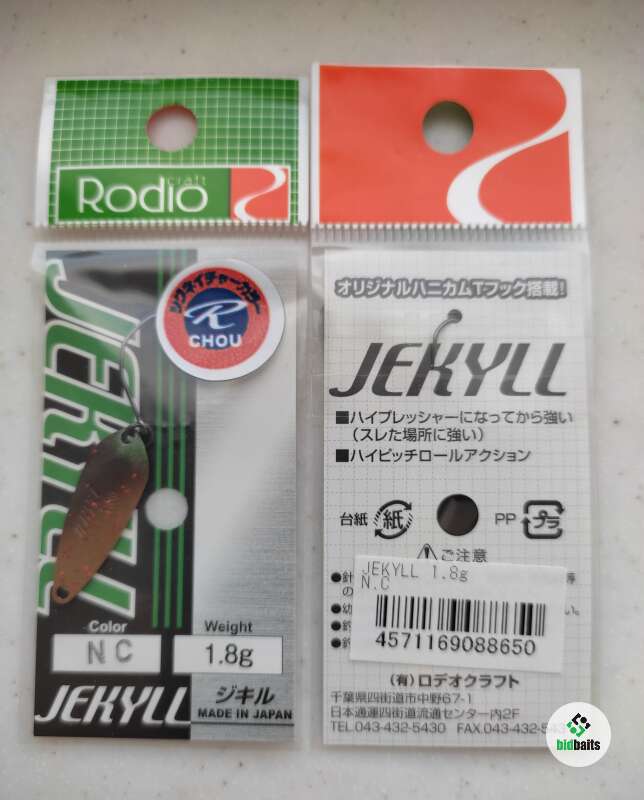 Rodio
craft
シグネイチャーカラー
R
CHOU
JEKYLL
Color
NC
Weight
1.8g
JEKYLL
ジキル
MADE IN JAPAN
オリジナルハニカムTフック搭載!
JEKYLL
■ハイプレッシャーになってから強い
(スレた場所に強い)
■ハイピッチロールアクション
台紙
紙
PP
プラ
ご注意
JEKYLL 1.8g
N.C
4571169088650
(有)ロデオクラフト
千葉県四街道市中野67-1
日本通運四街道流通センター内2F
TEL.043-432-5430 FAX.043-432-543
bidbaits